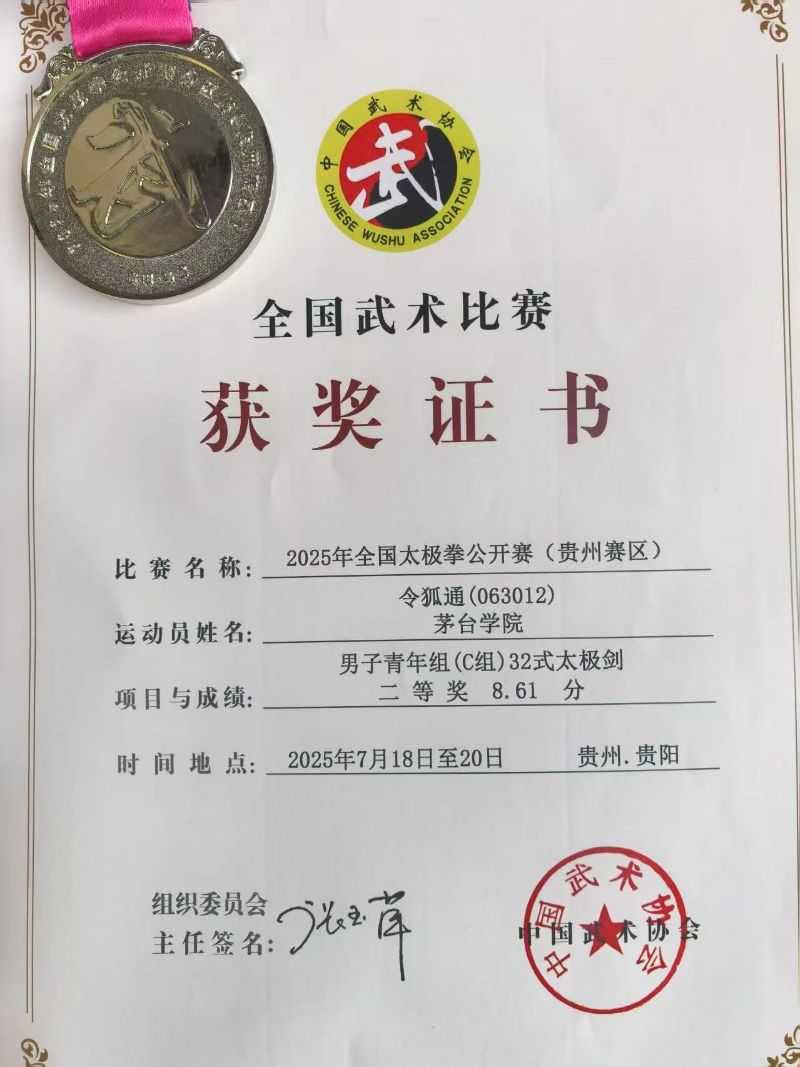 中国武术协会
CHINESE WUSHU ASSOCIATION
全国武术比赛
获奖证书
比赛名称: 2025年全国太极拳公开赛（贵州赛区）
令狐通(063012)
运动员姓名: 茅台学院
男子青年组(C组)32式太极剑
项目与成绩: 二等奖 8.61 分
时间地点: 2025年7月18日至20日 贵州.贵阳
组织委员会
主任签名:
中国武术协会
中国武术协会